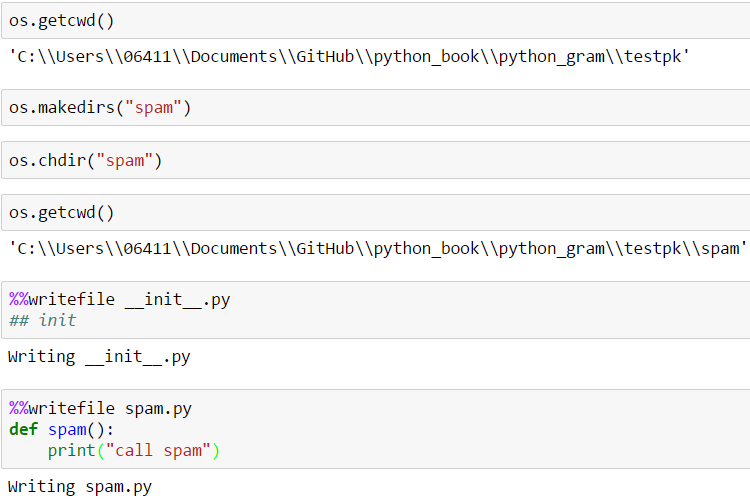 os.getcwd()
'C:\\Users\\06411\\Documents\\GitHub\\python_book\\python_gram\\testpk'
os.makedirs("spam")
os.chdir("spam")
os.getcwd()
'C:\\Users\\06411\\Documents\\GitHub\\python_book\\python_gram\\testpk\\spam'
%%writefile __init__.py
## init
Writing __init__.py
%%writefile spam.py
def spam():
    print("call spam")
Writing spam.py